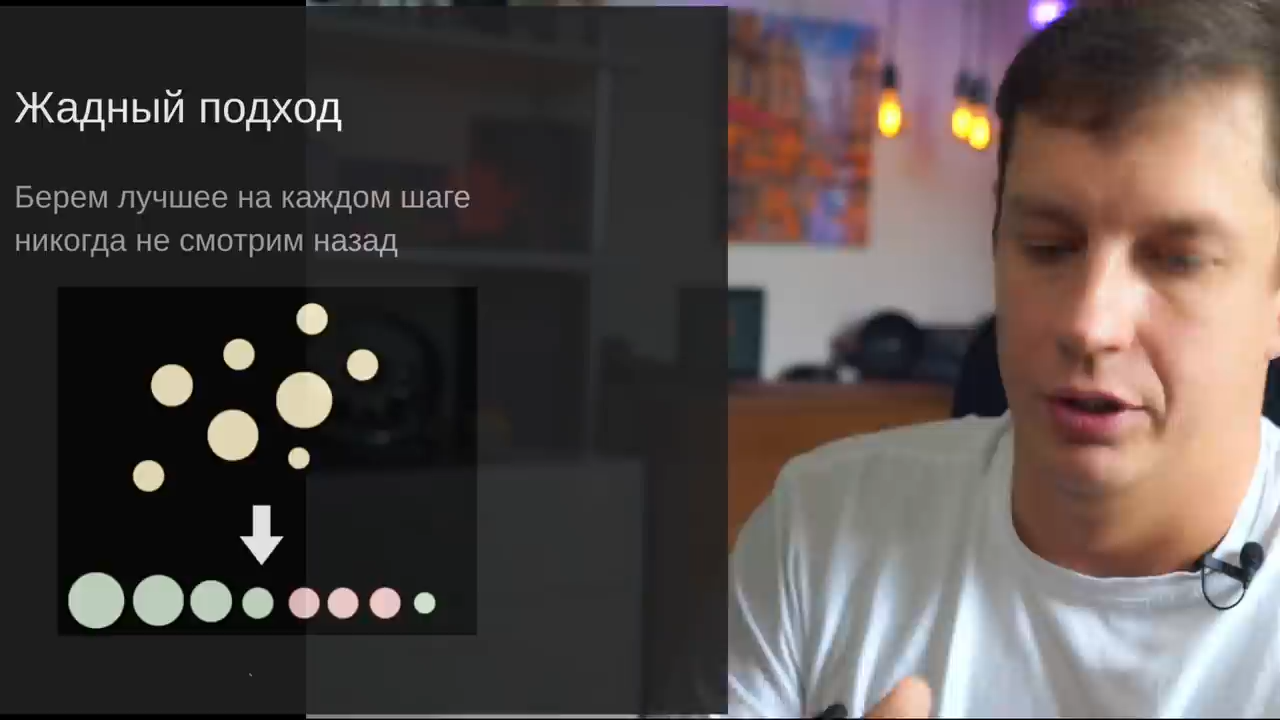 Жадный подход
Берем лучшее на каждом шаге
никогда не смотрим назад